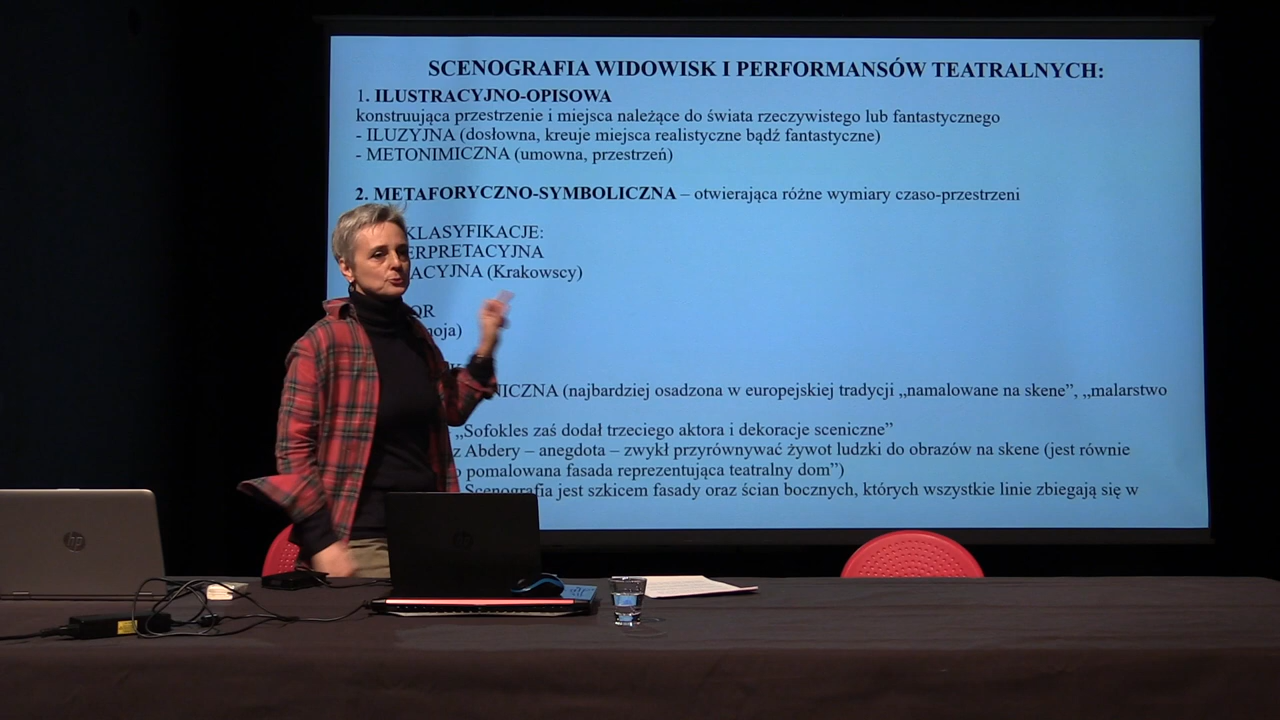 SCENOGRAFIA WIDOWISK I PERFORMANSÓW TEATRALNYCH:
1. ILUSTRACYJNO-OPISOWA
konstruująca przestrzenie i miejsca należące do świata rzeczywistego lub fantastycznego
- ILUZYJNA (dosłowna, kreuje miejsca realistyczne bądź fantastyczne)
- METONIMICZNA (umowna, przestrzeń)
2. METAFORYCZNO-SYMBOLICZNA – otwierająca różne wymiary czaso-przestrzeni
KLASYFIKACJE:
ERPRETACYJNA
ACYJNA (Krakowscy)
NICZNA (najbardziej osadzona w europejskiej tradycji „namalowane na skene”, „malarstwo
„Sofokles zaś dodał trzeciego aktora i dekoracje sceniczne”
z Abdery – anegdota – zwykł przyrównywać żywot ludzki do obrazów na skene (jest równie
pomalowana fasada reprezentująca teatralny dom”)
Scenografia jest szkicem fasady oraz ścian bocznych, których wszystkie linie zbiegają się w
hp